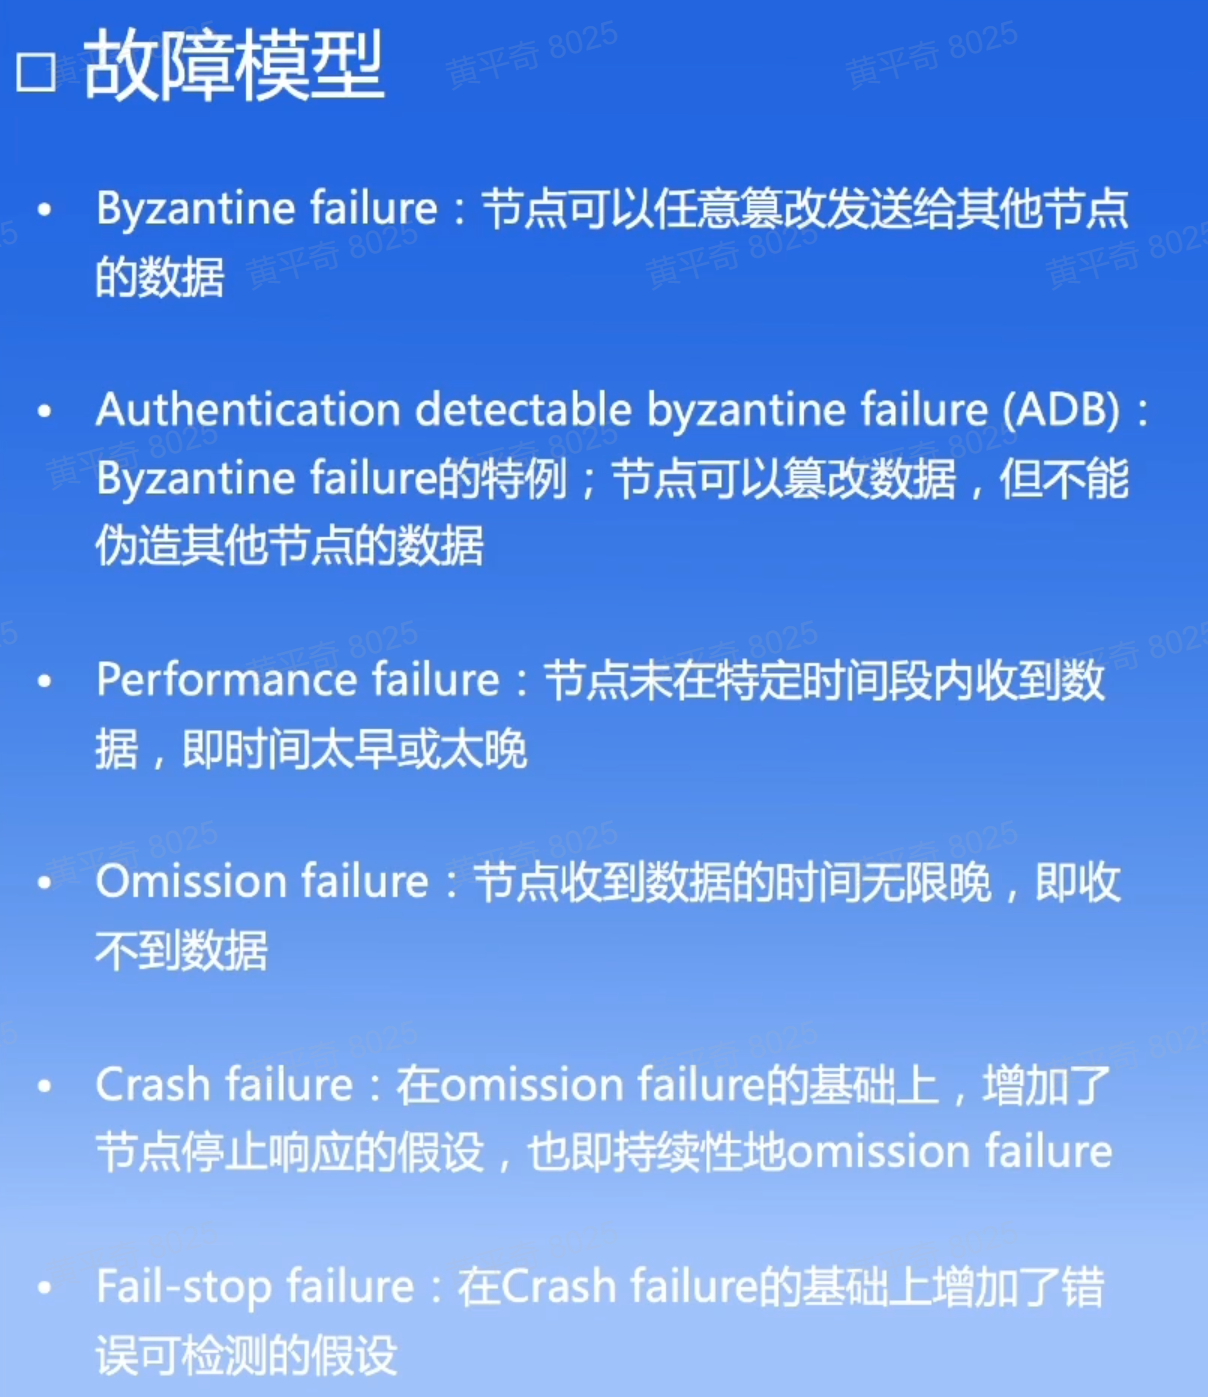 故障模型
• Byzantine failure：节点可以任意篡改发送给其他节点
的数据
• Authentication detectable byzantine failure (ADB)：
Byzantine failure的特例；节点可以篡改数据，但不能
伪造其他节点的数据
• Performance failure：节点未在特定时间段内收到数
据，即时间太早或太晚
• Omission failure：节点收到数据的时间无限晚，即收
不到数据
• Crash failure：在omission failure的基础上，增加了
节点停止响应的假设，也即持续性地omission failure
• Fail-stop failure：在Crash failure的基础上增加了错
误可检测的假设
黄平奇 8025